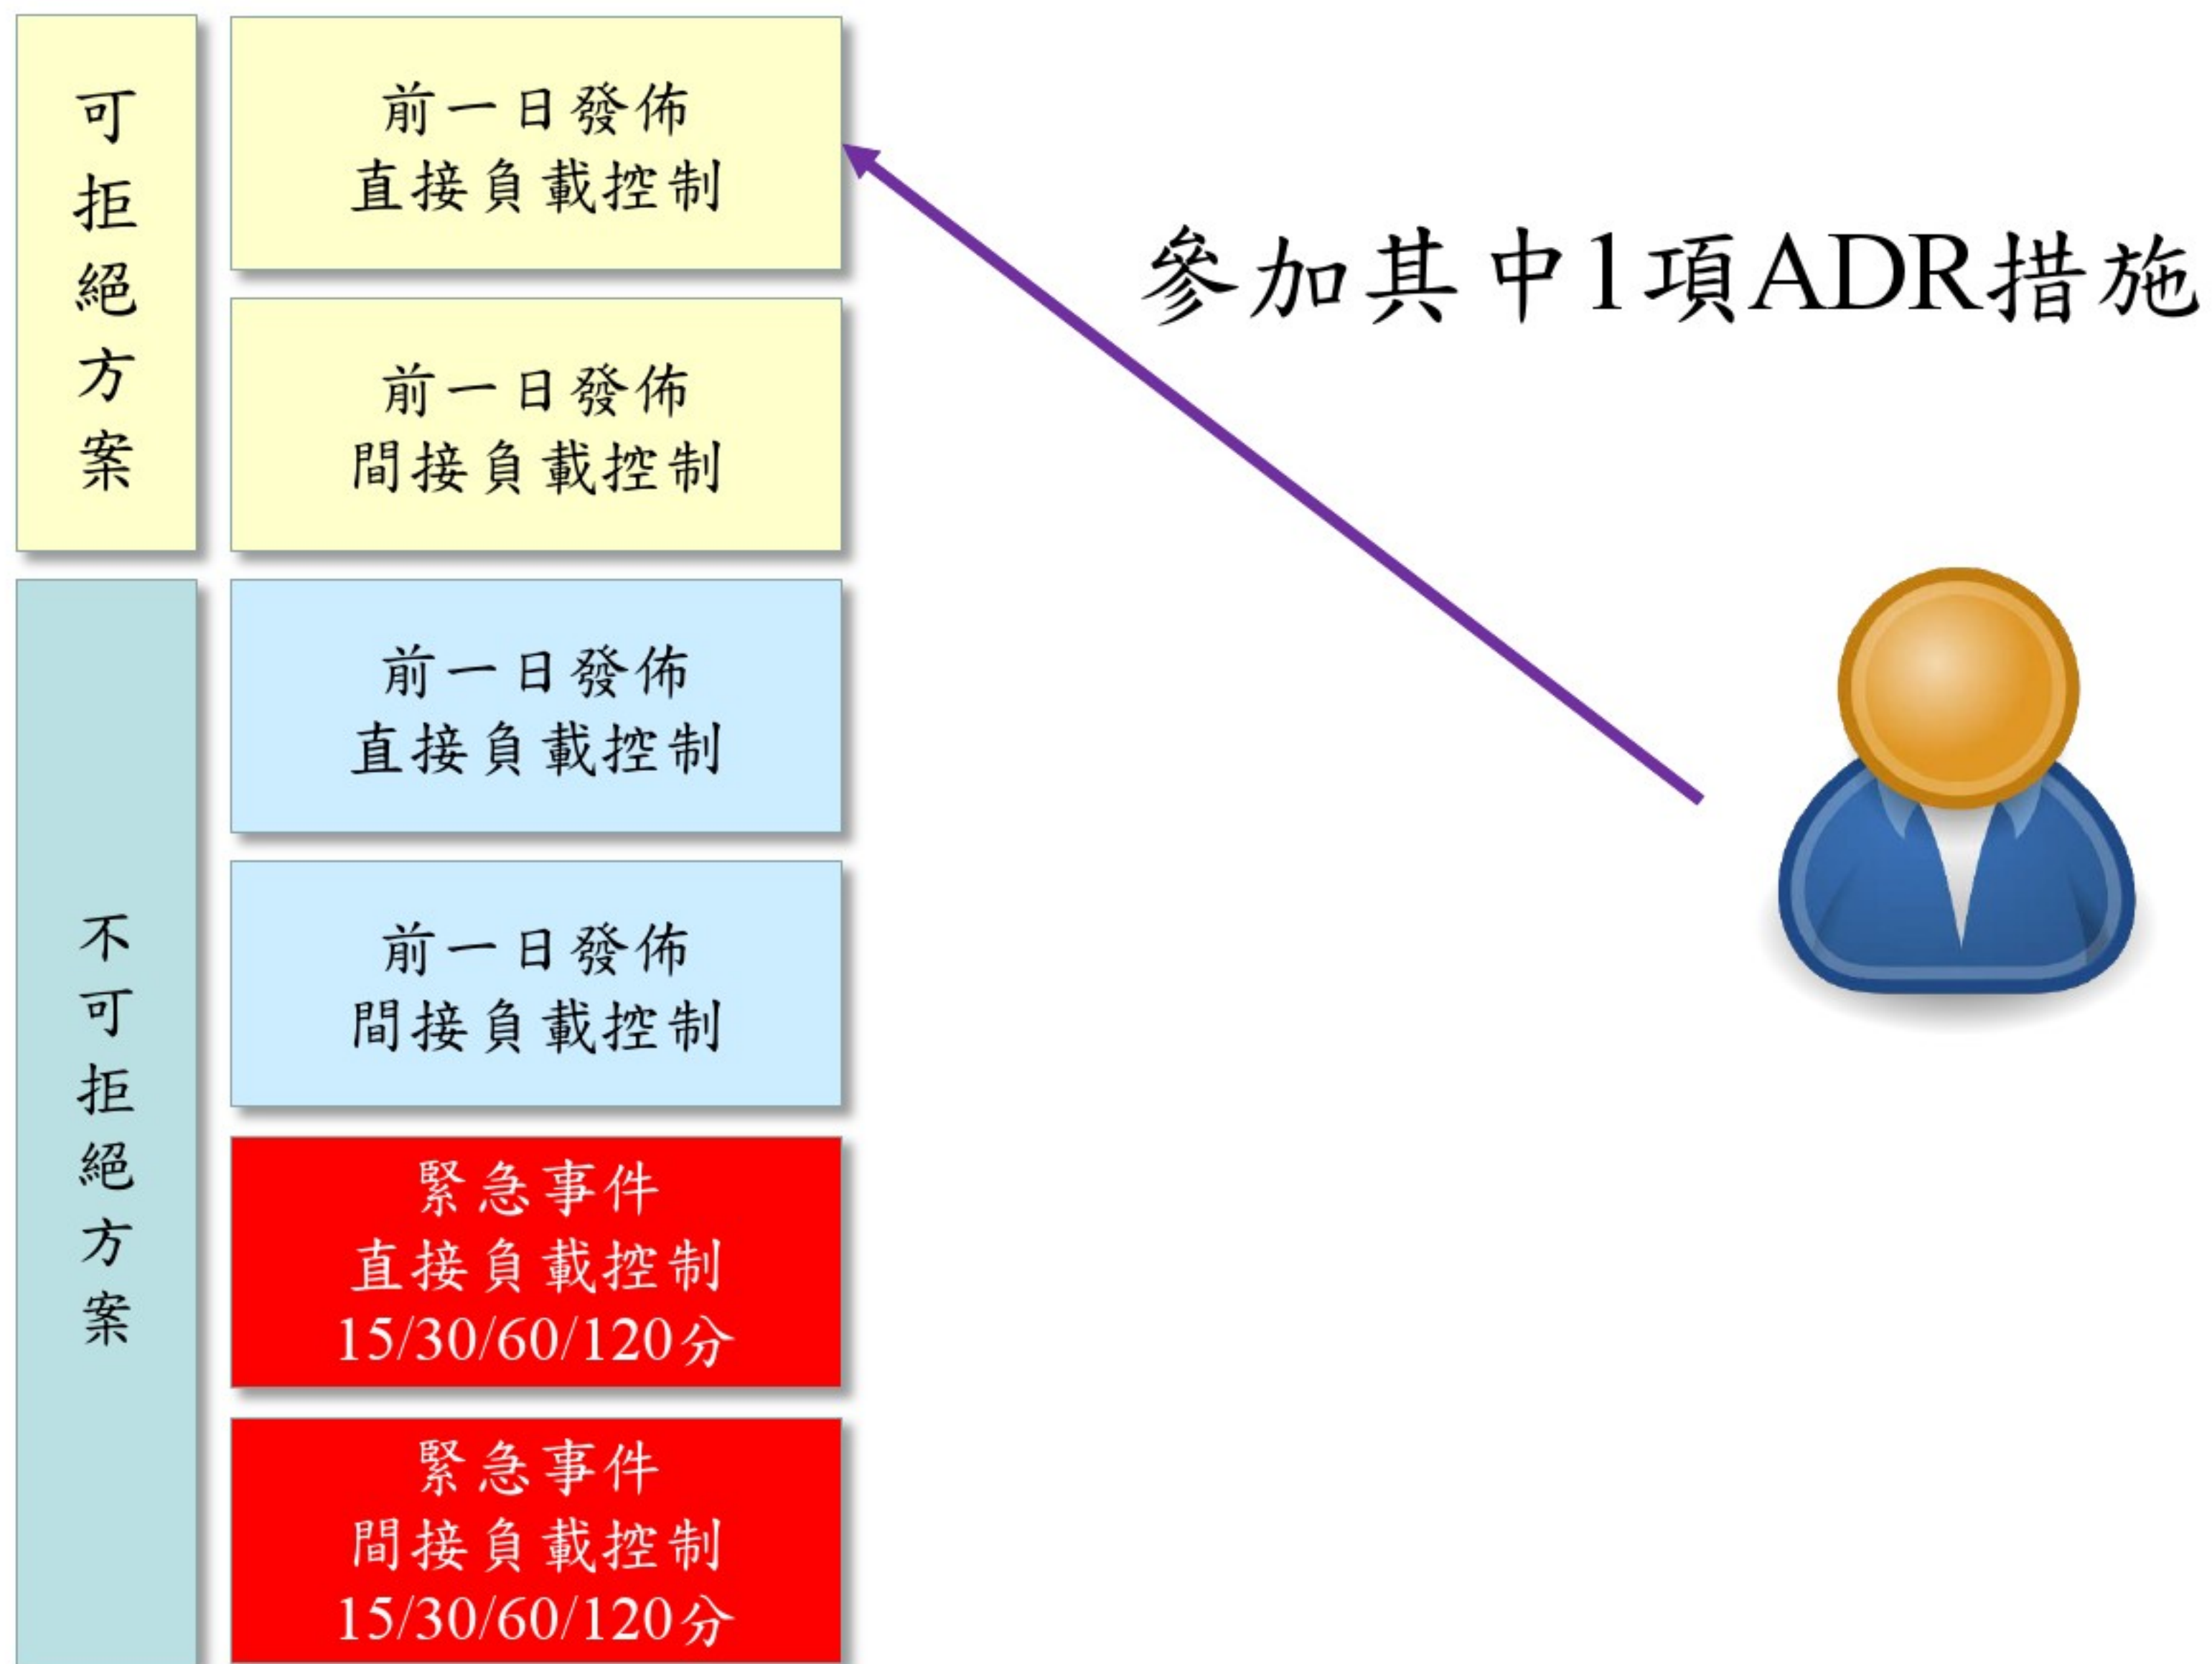 可拒絕方案
前一日發佈
直接負載控制
參加其中1項ADR措施
前一日發佈
間接負載控制
不可拒絕方案
前一日發佈
直接負載控制
前一日發佈
間接負載控制
緊急事件
直接負載控制
15/30/60/120分
緊急事件
間接負載控制
15/30/60/120分